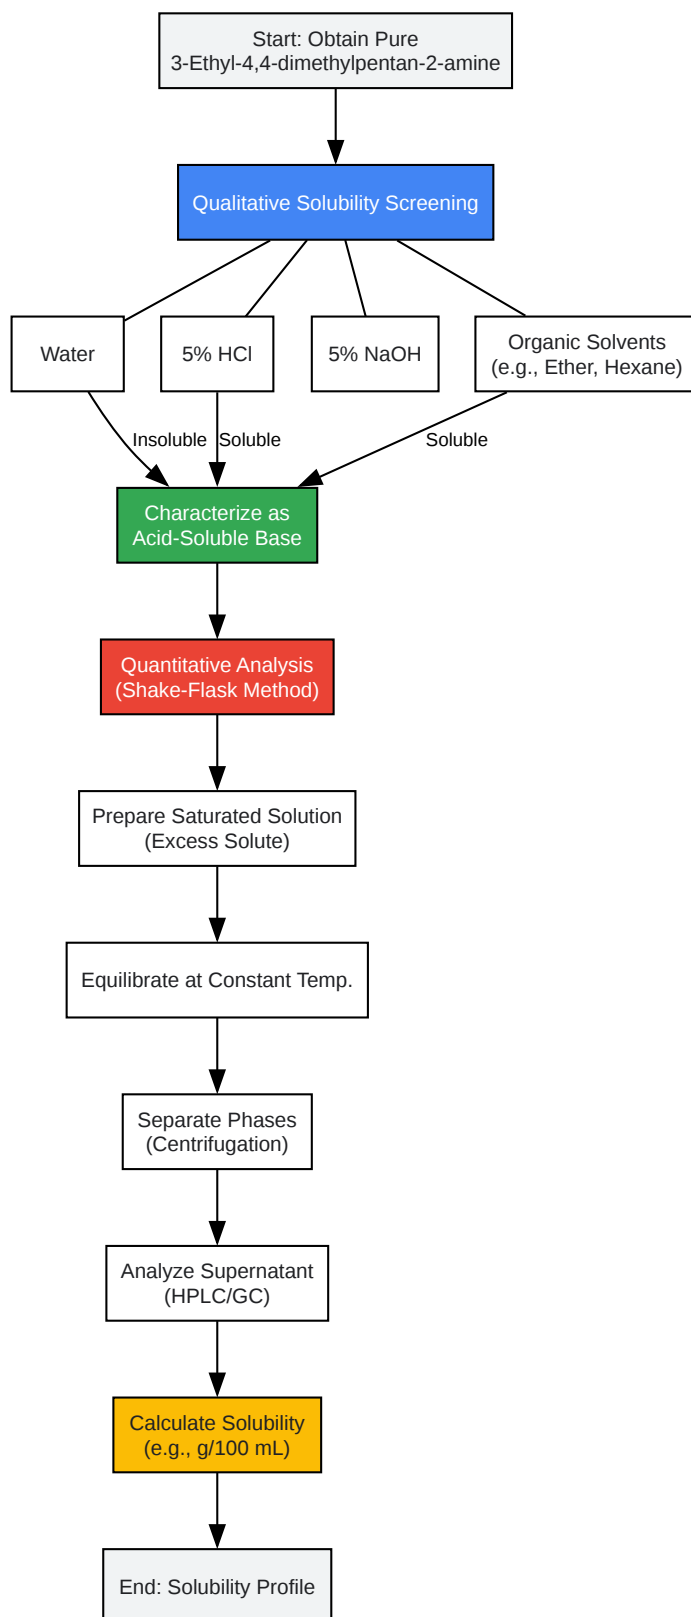 Start: Obtain Pure
3-Ethyl-4,4-dimethylpentan-2-amine
Qualitative Solubility Screening
Water
5% HCl
5% NaOH
Organic Solvents
(e.g., Ether, Hexane)
Insoluble
Soluble
Soluble
Characterize as
Acid-Soluble Base
Quantitative Analysis
(Shake-Flask Method)
Prepare Saturated Solution
(Excess Solute)
Equilibrate at Constant Temp.
Separate Phases
(Centrifugation)
Analyze Supernatant
(HPLC/GC)
Calculate Solubility
(e.g., g/100 mL)
End: Solubility Profile